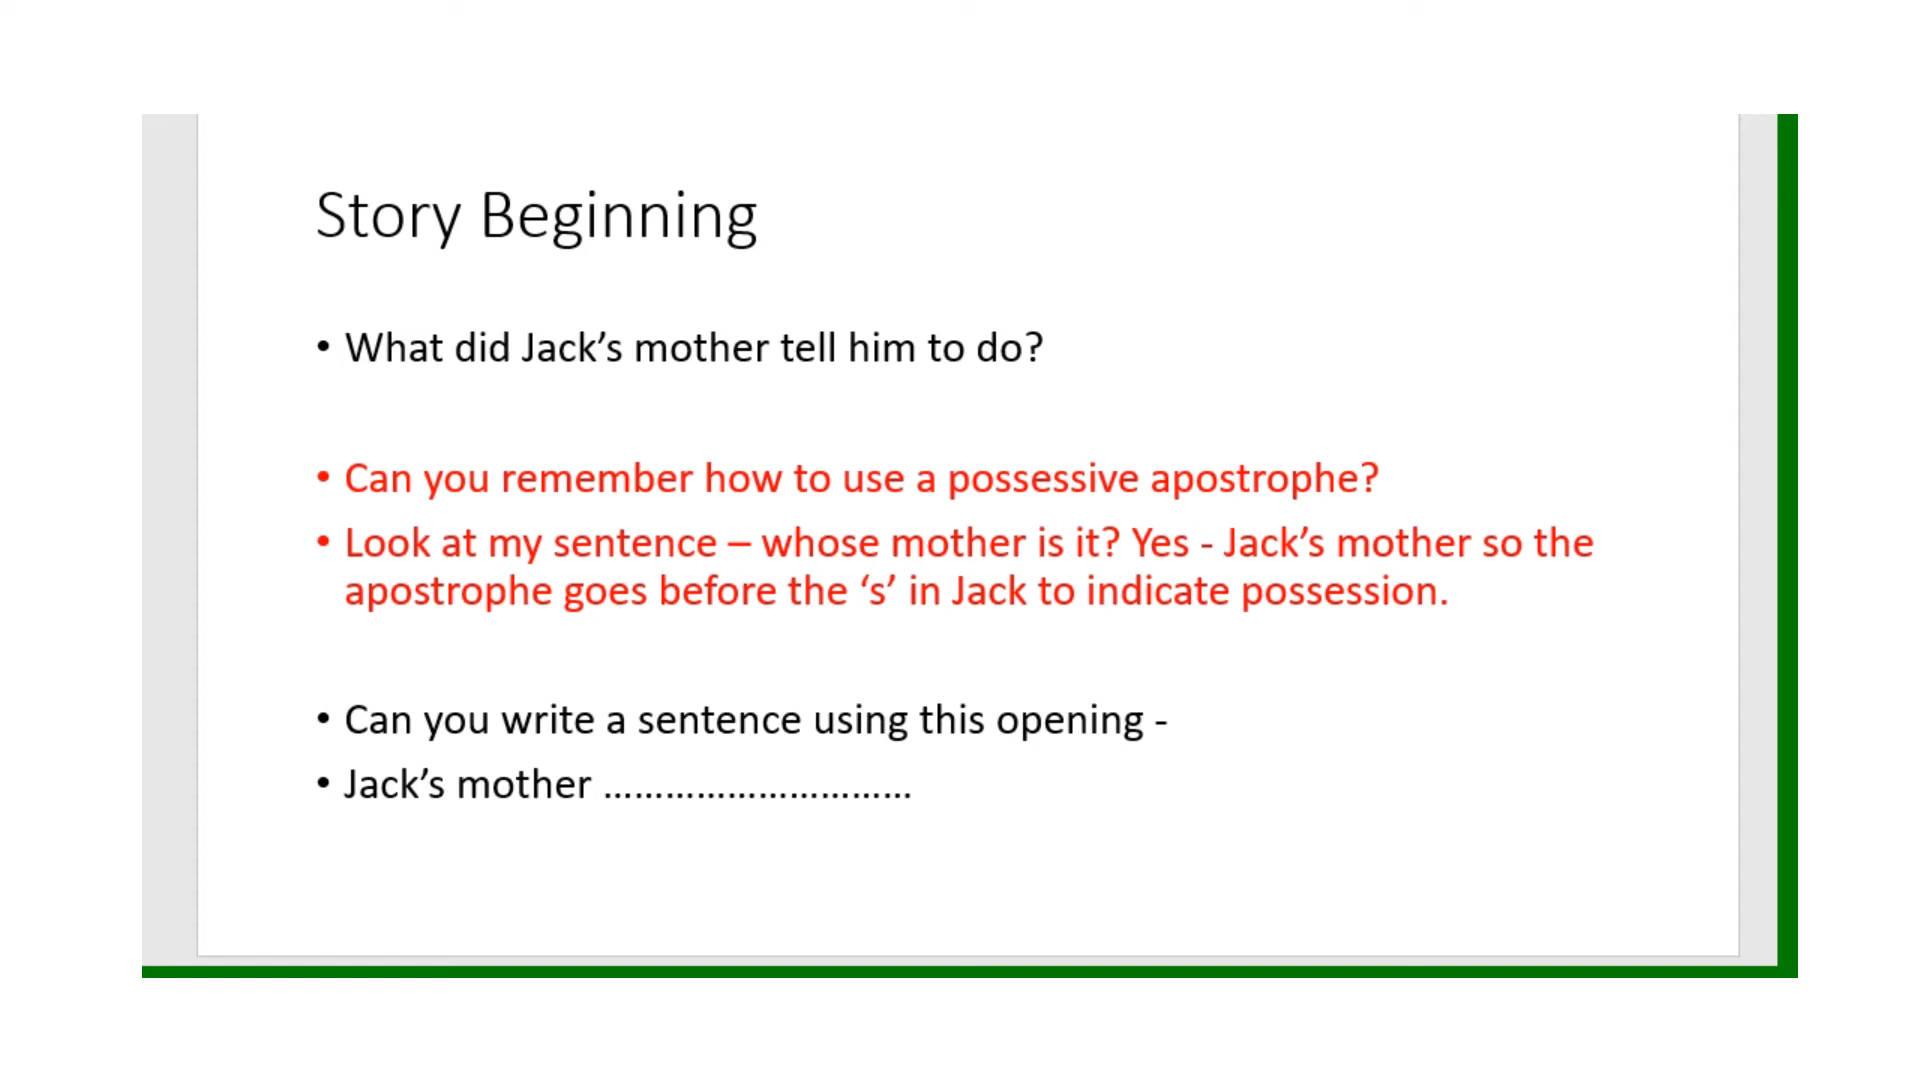 Story Beginning
• What did Jack’s mother tell him to do?
• Can you remember how to use a possessive apostrophe?
• Look at my sentence – whose mother is it? Yes - Jack’s mother so the
apostrophe goes before the ‘s’ in Jack to indicate possession.
• Can you write a sentence using this opening -
• Jack’s mother …………………………